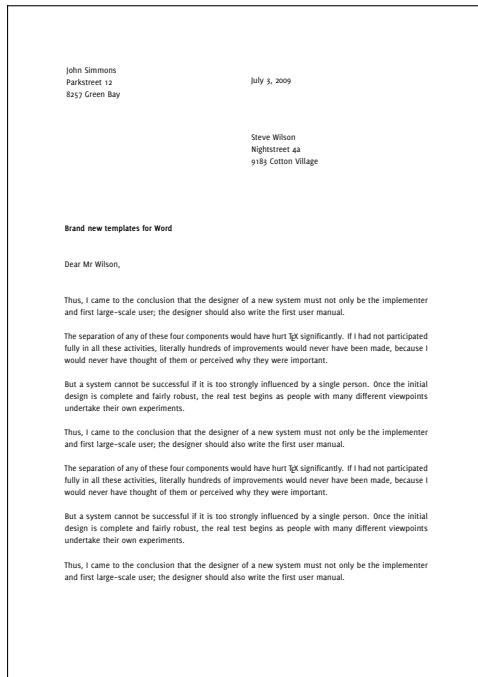 John Simmons
Parkstreet 12
8257 Green Bay
July 3, 2009
Steve Wilson
Nightstreet 4a
9183 Cotton Village
Brand new templates for Word
Dear Mr Wilson,
Thus, I came to the conclusion that the designer of a new system must not only be the implementer
and first large-scale user; the designer should also write the first user manual.
The separation of any of these four components would have hurt TEX significantly. If I had not participated
fully in all these activities, literally hundreds of improvements would never have been made, because I
would never have thought of them or perceived why they were important.
But a system cannot be successful if it is too strongly influenced by a single person. Once the initial
design is complete and fairly robust, the real test begins as people with many different viewpoints
undertake their own experiments.
Thus, I came to the conclusion that the designer of a new system must not only be the implementer
and first large-scale user; the designer should also write the first user manual.
The separation of any of these four components would have hurt TEX significantly. If I had not participated
fully in all these activities, literally hundreds of improvements would never have been made, because I
would never have thought of them or perceived why they were important.
But a system cannot be successful if it is too strongly influenced by a single person. Once the initial
design is complete and fairly robust, the real test begins as people with many different viewpoints
undertake their own experiments.
Thus, I came to the conclusion that the designer of a new system must not only be the implementer
and first large-scale user; the designer should also write the first user manual.